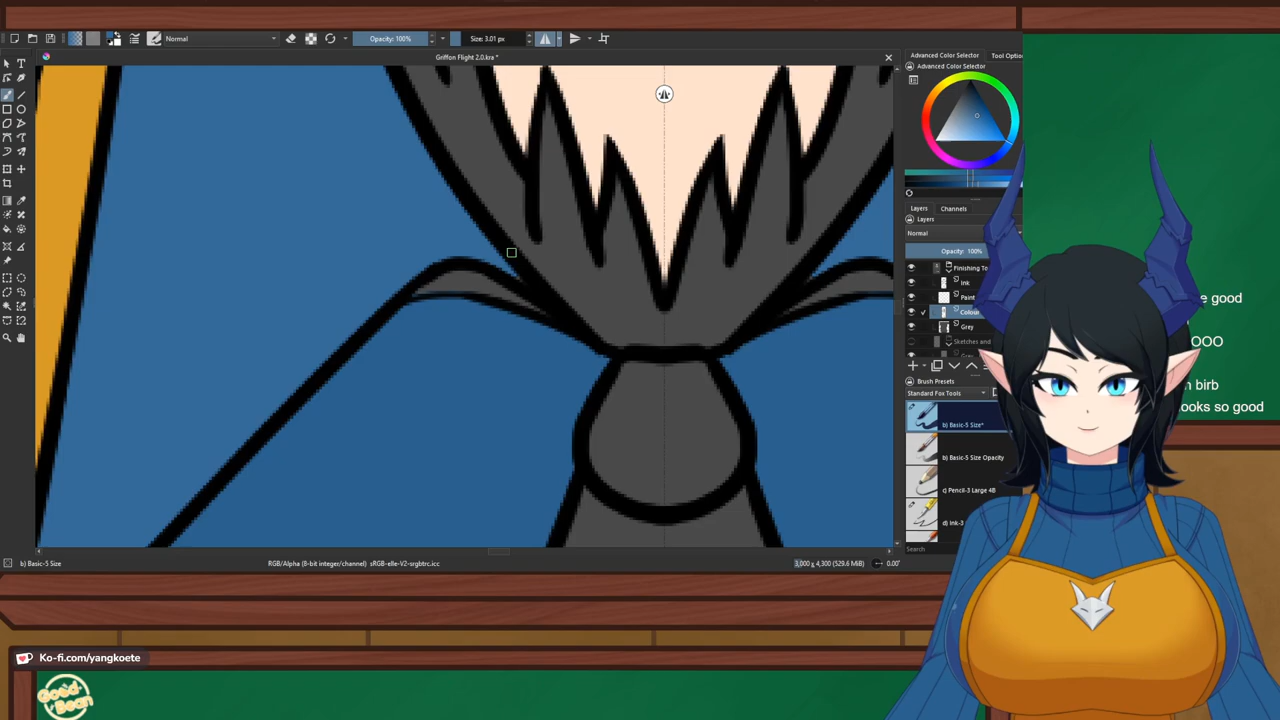 Normal
Opacity: 100%
Size: 3.01 px
Griffon Flight 2.0.kra *
Advanced Color Selector
Tool Optio
Advanced Color Selector
Layers
Channels
Layers
Normal
Opacity: 100%
Finishing To
Ink
Paint
Colou
Grey
Sketches and
Brush Presets
Standard Fox Tools
b) Basic-5 Size*
b) Basic-5 Size Opacity
c) Pencil-3 Large 4B
d) Ink-3
Search
b) Basic-5 Size
RGB/Alpha (8-bit integer/channel) sRGB-elle-V2-srgbtrc.icc
3,000 x 4,300 (529.6 MiB)
0.00°
e good
OOO
n birb
ooks so good
Ko-fi.com/yangkoete
Good
Bean